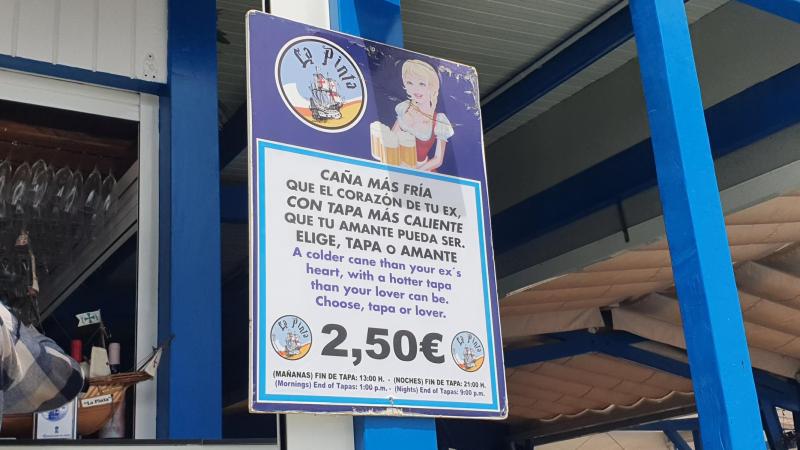 La Pinta
CAÑA MÁS FRÍA
QUE EL CORAZÓN DE TU EX,
CON TAPA MÁS CALIENTE
QUE TU AMANTE PUEDA SER.
ELIGE, TAPA O AMANTE
A colder cane than your ex´s
heart, with a hotter tapa
than your lover can be.
Choose, tapa or lover.
La Pinta
2,50€
La Pinta
(MAÑANAS) FIN DE TAPA: 13:00 H. - (NOCHES) FIN DE TAPA: 21:00 H.
(Mornings) End of Tapas: 1:00 p.m. - (Nights) End of Tapas: 9:00 p.m.
"La Pinta"